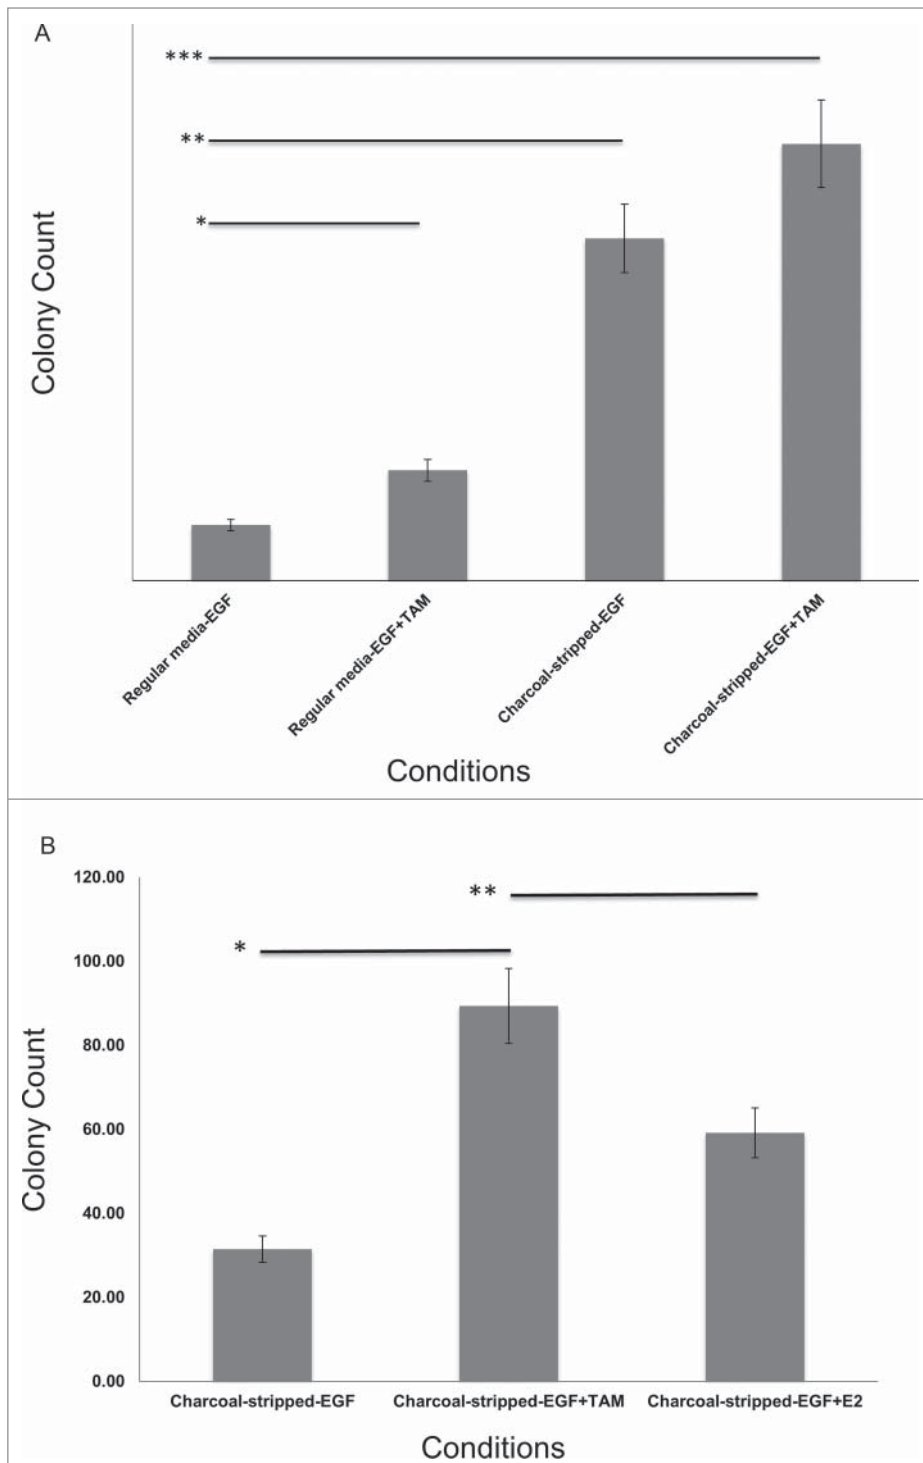 A
***
**
*
Colony Count
Regular media-EGF
Regular media-EGF+TAM
Charcoal-stripped-EGF
Charcoal-stripped-EGF+TAM
Conditions
B
120.00
100.00
80.00
60.00
40.00
20.00
0.00
**
*
Colony Count
Charcoal-stripped-EGF
Charcoal-stripped-EGF+TAM
Charcoal-stripped-EGF+E2
Conditions